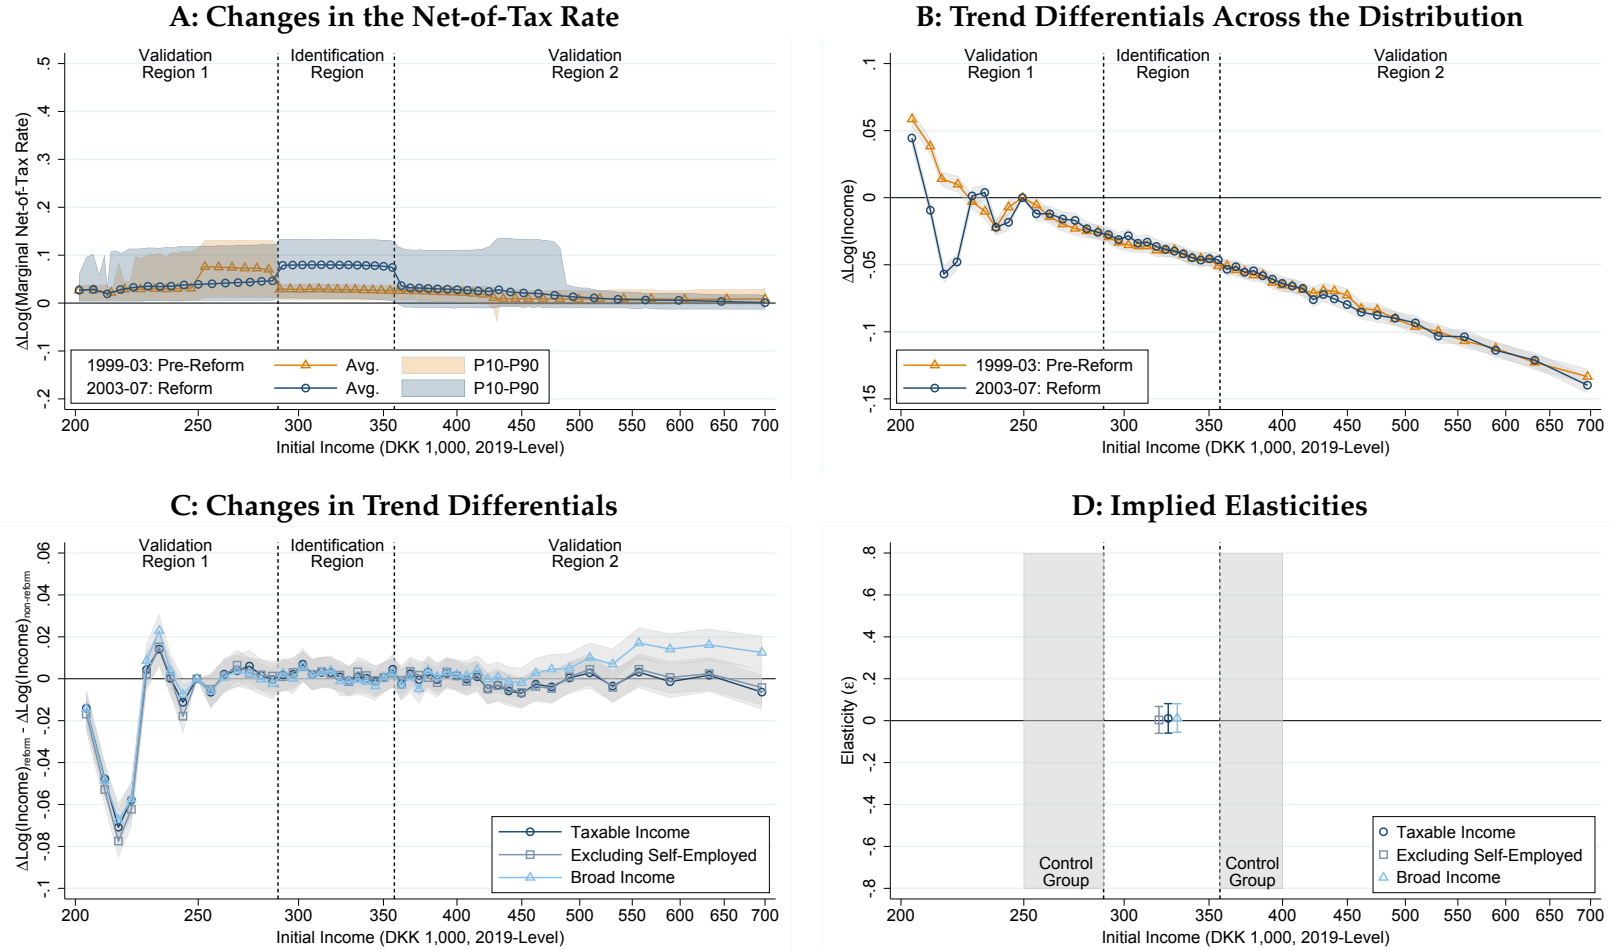 A: Changes in the Net-of-Tax Rate
Validation
Region 1
Identification
Region
Validation
Region 2
ΔLog(Marginal Net-of-Tax Rate)
.5
.4
.3
.2
.1
0
-.1
-.2
1999-03: Pre-Reform
Avg.
P10-P90
2003-07: Reform
Avg.
P10-P90
200 250 300 350 400 450 500 550 600 650 700
Initial Income (DKK 1,000, 2019-Level)
B: Trend Differentials Across the Distribution
Validation
Region 1
Identification
Region
Validation
Region 2
ΔLog(Income)
.1
.05
0
-.05
-.1
-.15
1999-03: Pre-Reform
2003-07: Reform
200 250 300 350 400 450 500 550 600 650 700
Initial Income (DKK 1,000, 2019-Level)
C: Changes in Trend Differentials
Validation
Region 1
Identification
Region
Validation
Region 2
ΔLog(Income)reform - ΔLog(Income)non-reform
.06
.04
.02
0
-.02
-.04
-.06
-.08
-.1
Taxable Income
Excluding Self-Employed
Broad Income
200 250 300 350 400 450 500 550 600 650 700
Initial Income (DKK 1,000, 2019-Level)
D: Implied Elasticities
Elasticity (ε)
.8
.6
.4
.2
0
-.2
-.4
-.6
-.8
Control
Group
Control
Group
Taxable Income
Excluding Self-Employed
Broad Income
200 250 300 350 400 450 500 550 600 650 700
Initial Income (DKK 1,000, 2019-Level)